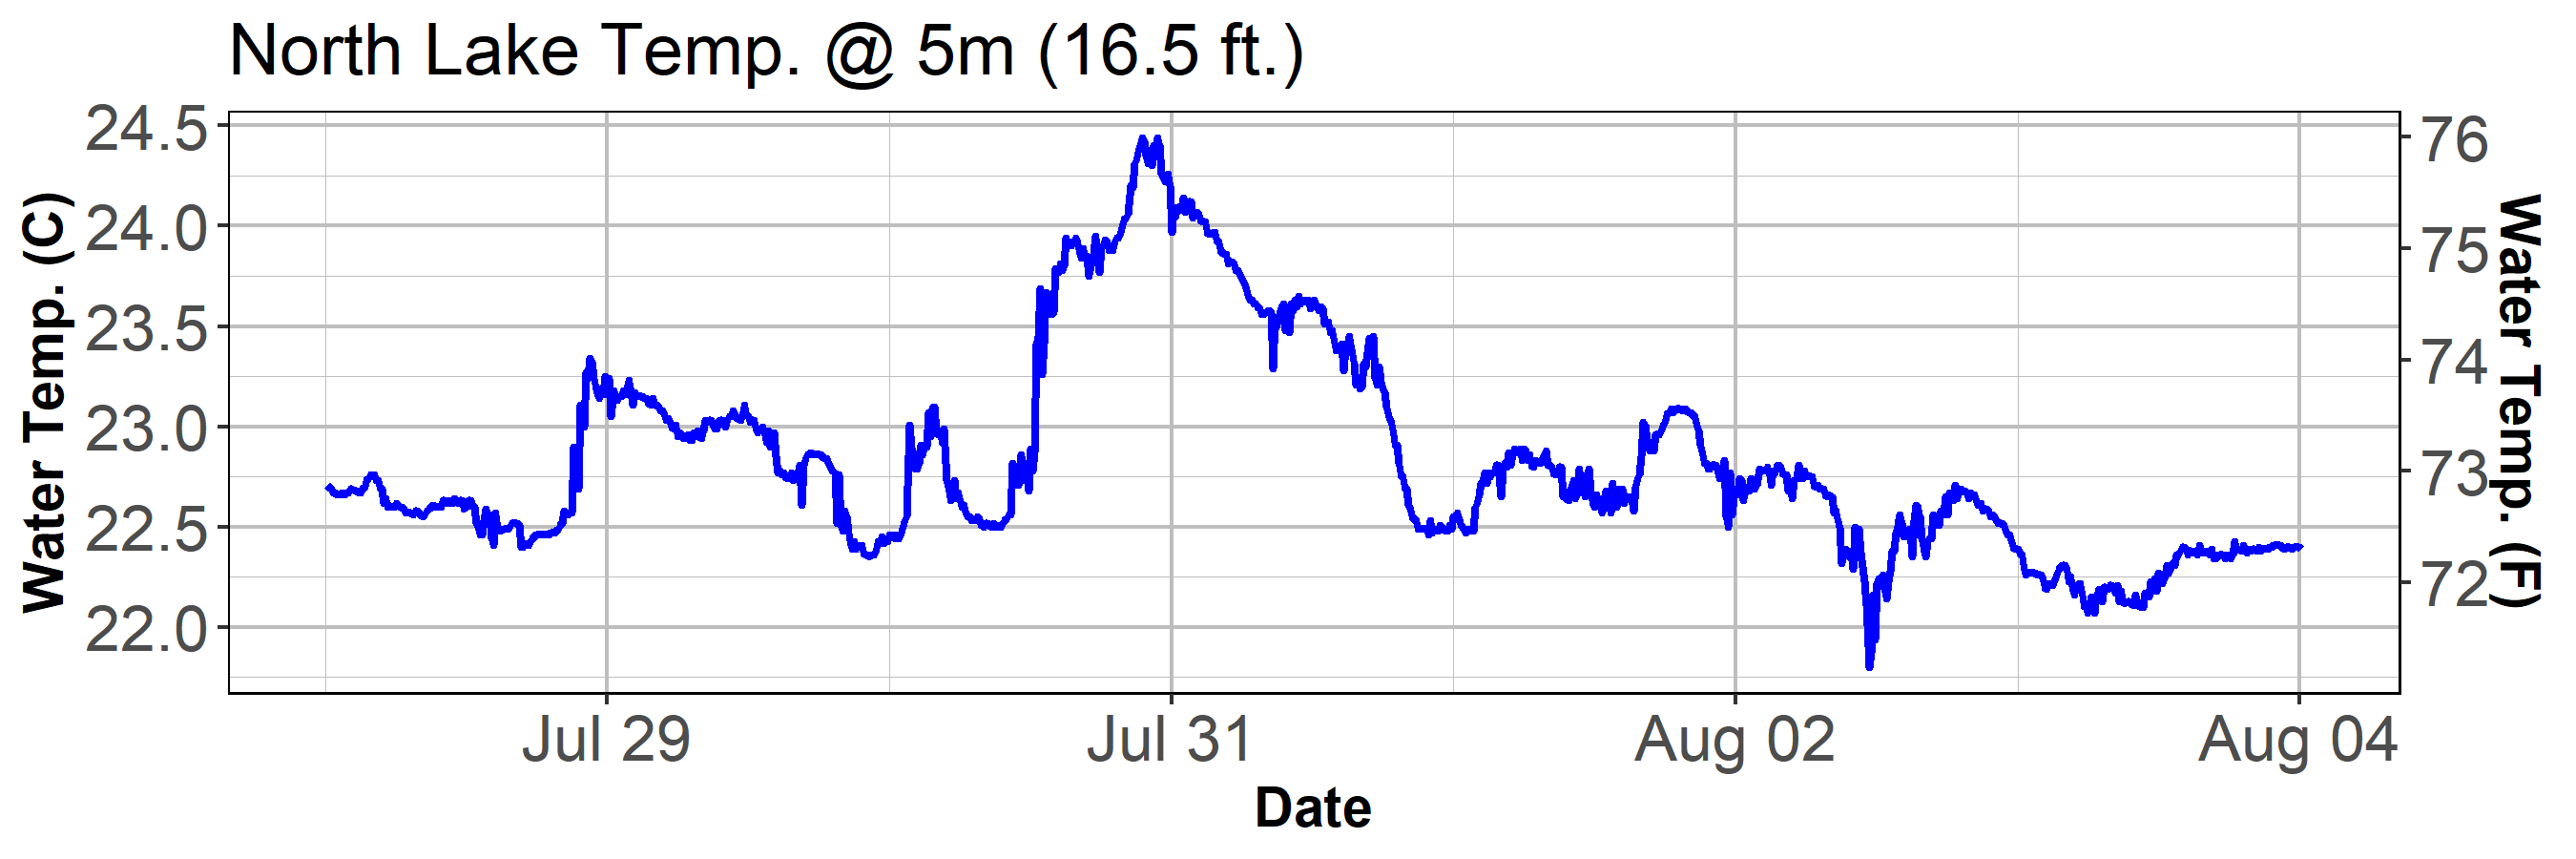 North Lake Temp. @ 5m (16.5 ft.)
Water Temp. (C)
24.5
24.0
23.5
23.0
22.5
22.0
76
75
74
73
72
Water Temp. (F)
Jul 29 Jul 31 Aug 02 Aug 04
Date